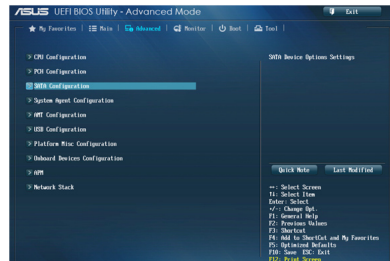 ASUS UEFI BIOS Utility - Advanced Mode
Exit
My Favorites | Main | Advanced | Monitor | Boot | Tool |
> CPU Configuration
> PCH Configuration
> SATA Configuration
> System Agent Configuration
> AMT Configuration
> USB Configuration
> Platform Misc Configuration
> Onboard Devices Configuration
> APM
> Network Stack
SATA Device Options Settings
Quick Note
Last Modified
→←: Select Screen
↑↓: Select Item
Enter: Select
+/-: Change Opt.
F1: General Help
F2: Previous Values
F3: Shortcut
F4: Add to ShortCut and My Favorites
F5: Optimized Defaults
F10: Save ESC: Exit
F12: Print Screen